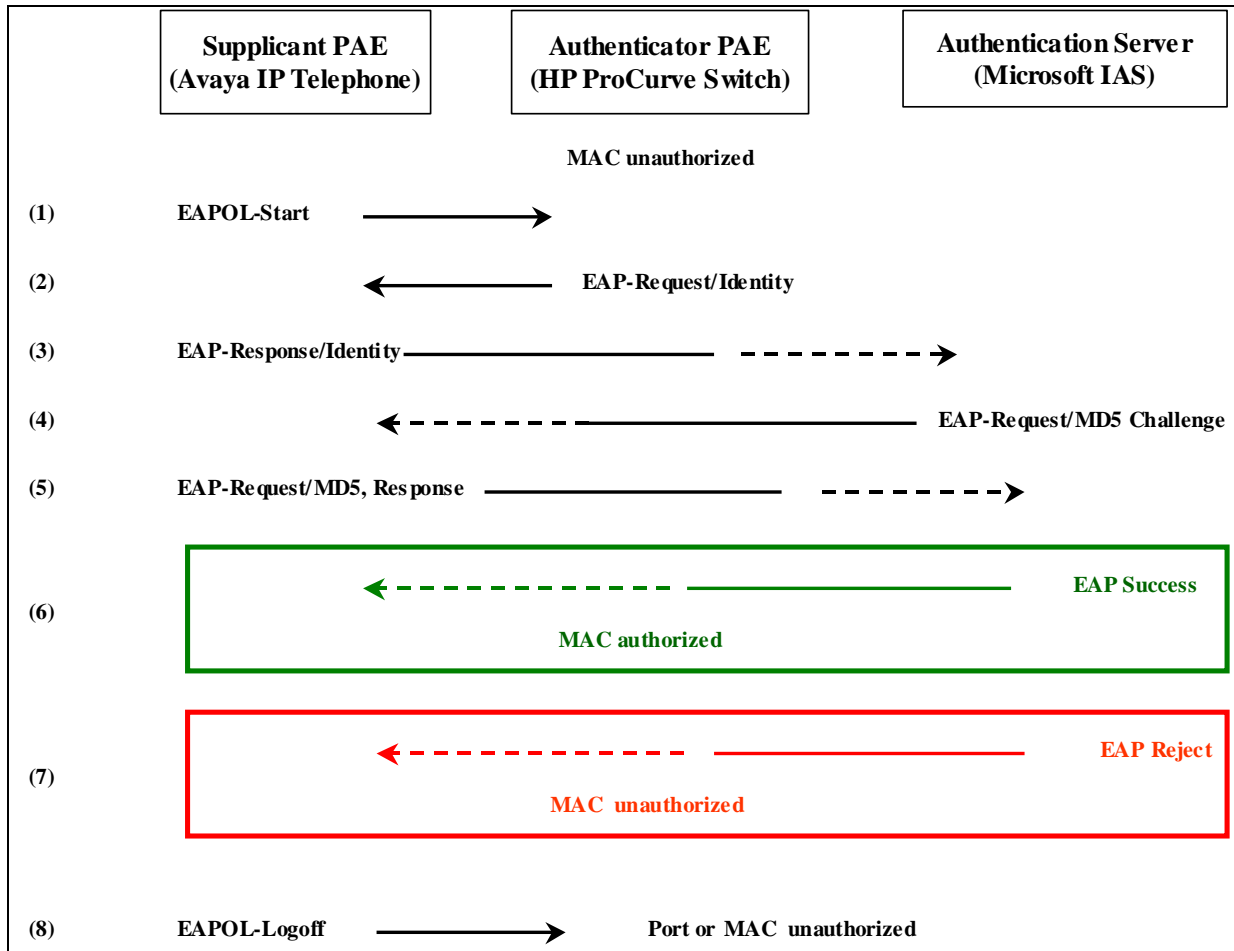 Supplicant PAE
(Avaya IP Telephone)
Authenticator PAE
(HP ProCurve Switch)
Authentication Server
(Microsoft IAS)
MAC unauthorized
(1) EAPOL-Start
(2) EAP-Request/Identity
(3) EAP-Response/Identity
(4) EAP-Request/MD5 Challenge
(5) EAP-Request/MD5, Response
(6) EAP Success
MAC authorized
(7) EAP Reject
MAC unauthorized
(8) EAPOL-Logoff Port or MAC unauthorized